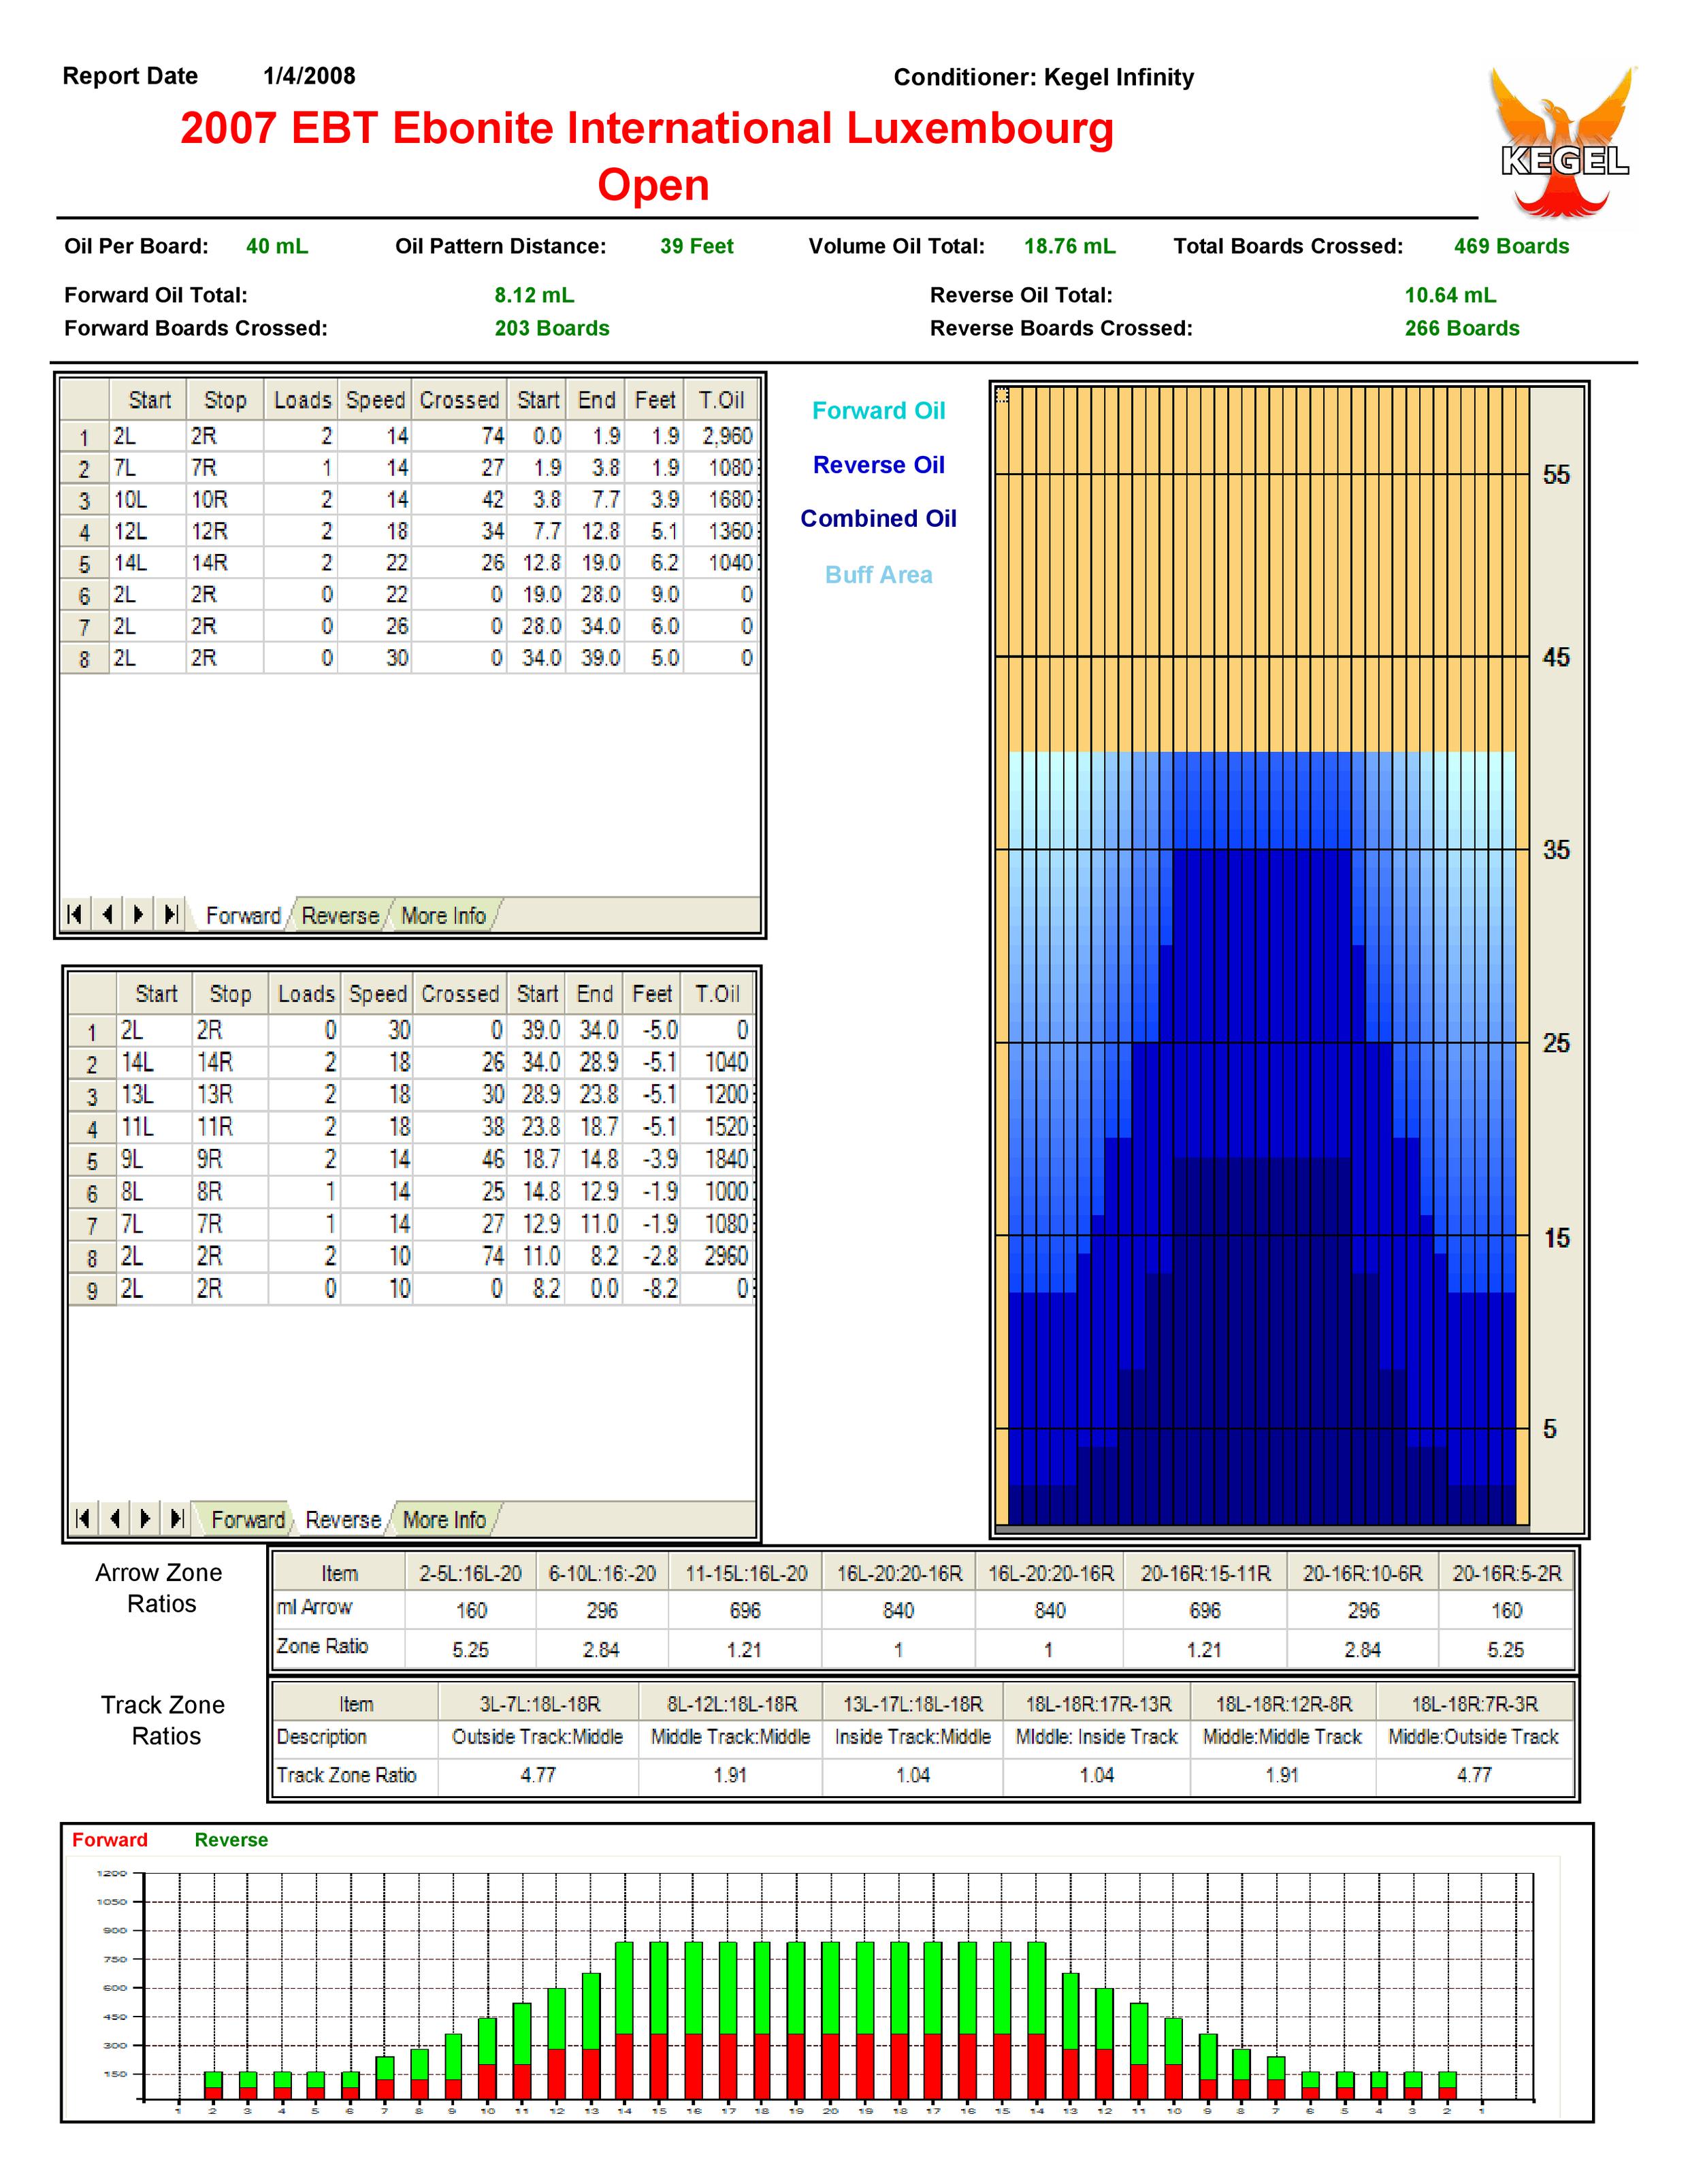 Report Date 1/4/2008 Conditioner: Kegel Infinity
2007 EBT Ebonite International Luxembourg
Open
KEGEL
Oil Per Board: 40 mL Oil Pattern Distance: 39 Feet Volume Oil Total: 18.76 mL Total Boards Crossed: 469 Boards
Forward Oil Total: 8.12 mL Reverse Oil Total: 10.64 mL
Forward Boards Crossed: 203 Boards Reverse Boards Crossed: 266 Boards
Start Stop Loads Speed Crossed Start End Feet T.Oil
1 2L 2R 2 14 74 0.0 1.9 1.9 2,960
2 7L 7R 1 14 27 1.9 3.8 1.9 1080
3 10L 10R 2 14 42 3.8 7.7 3.9 1680
4 12L 12R 2 18 34 7.7 12.8 5.1 1360
5 14L 14R 2 22 26 12.8 19.0 6.2 1040
6 2L 2R 0 22 0 19.0 28.0 9.0 0
7 2L 2R 0 26 0 28.0 34.0 6.0 0
8 2L 2R 0 30 0 34.0 39.0 5.0 0
Forward Reverse More Info
Forward Oil
Reverse Oil
Combined Oil
Buff Area
55
45
35
25
15
5
Start Stop Loads Speed Crossed Start End Feet T.Oil
1 2L 2R 0 30 0 39.0 34.0 -5.0 0
2 14L 14R 2 18 26 34.0 28.9 -5.1 1040
3 13L 13R 2 18 30 28.9 23.8 -5.1 1200
4 11L 11R 2 18 38 23.8 18.7 -5.1 1520
5 9L 9R 2 14 46 18.7 14.8 -3.9 1840
6 8L 8R 1 14 25 14.8 12.9 -1.9 1000
7 7L 7R 1 14 27 12.9 11.0 -1.9 1080
8 2L 2R 2 10 74 11.0 8.2 -2.8 2960
9 2L 2R 0 10 0 8.2 0.0 -8.2 0
Forward Reverse More Info
Arrow Zone
Ratios
Item 2-5L:16L-20 6-10L:16:-20 11-15L:16L-20 16L-20:20-16R 16L-20:20-16R 20-16R:15-11R 20-16R:10-6R 20-16R:5-2R
ml Arrow 160 296 696 840 840 696 296 160
Zone Ratio 5.25 2.84 1.21 1 1 1.21 2.84 5.25
Track Zone
Ratios
Item 3L-7L:18L-18R 8L-12L:18L-18R 13L-17L:18L-18R 18L-18R:17R-13R 18L-18R:12R-8R 18L-18R:7R-3R
Description Outside Track:Middle Middle Track:Middle Inside Track:Middle MIddle: Inside Track Middle:Middle Track Middle:Outside Track
Track Zone Ratio 4.77 1.91 1.04 1.04 1.91 4.77
Forward Reverse
1200
1050
900
750
600
450
300
150
1 2 3 4 5 6 7 8 9 10 11 12 13 14 15 16 17 18 19 20 19 18 17 16 15 14 13 12 11 10 9 8 7 6 5 4 3 2 1